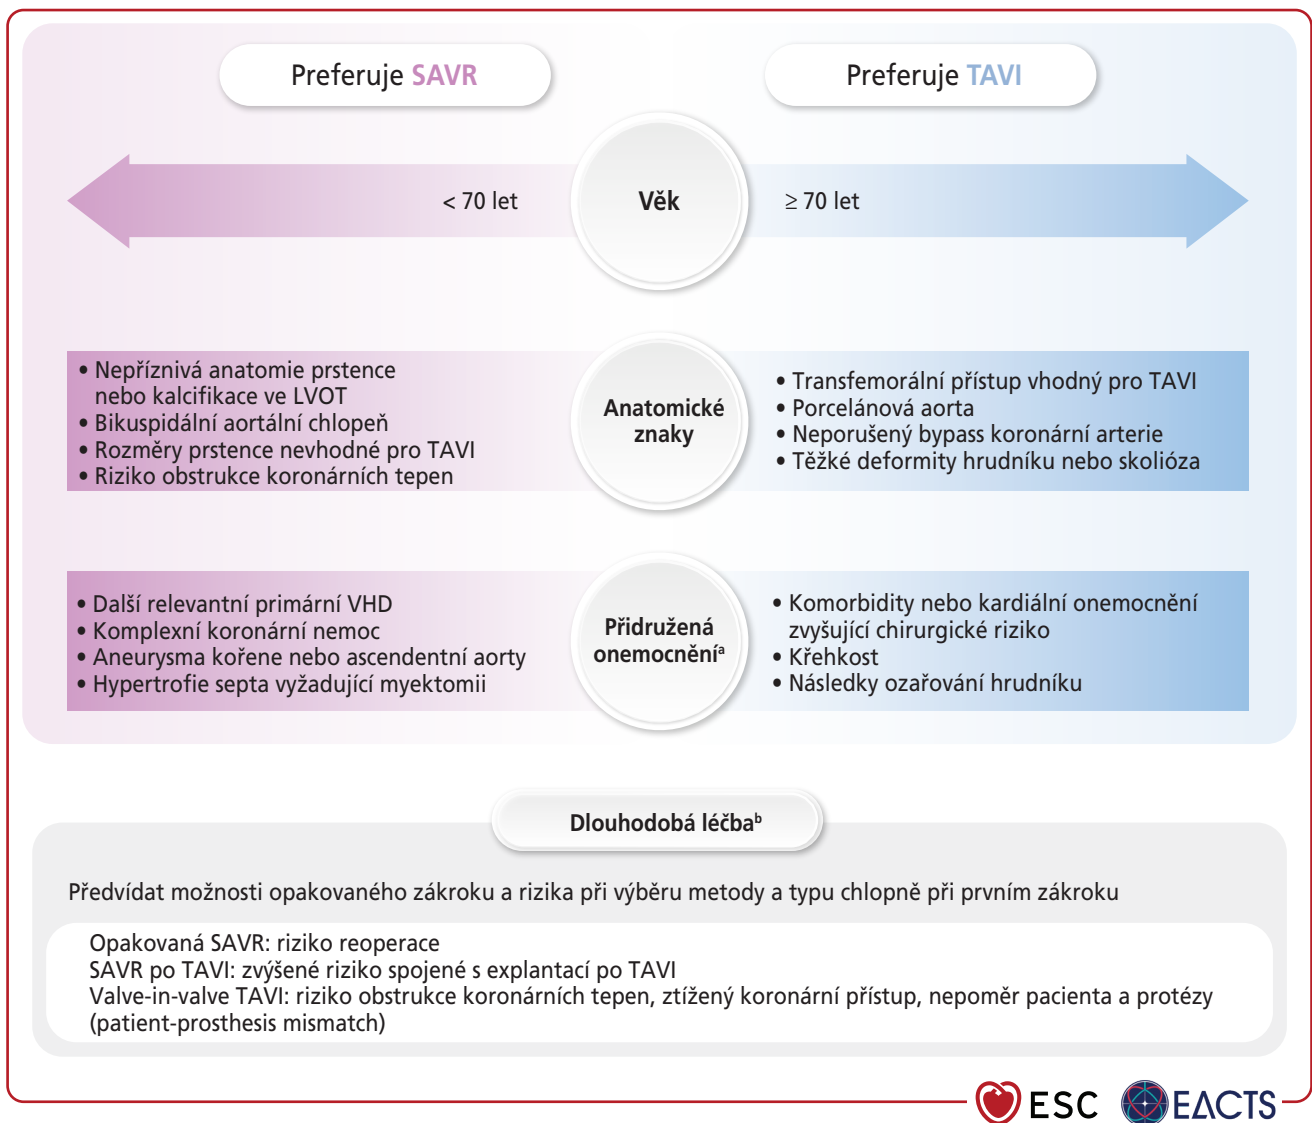 Preferuje SAVR
Preferuje TAVI
< 70 let
Věk
≥ 70 let
• Nepříznivá anatomie prstence
nebo kalcifikace ve LVOT
• Bikuspidální aortální chlopeň
• Rozměry prstence nevhodné pro TAVI
• Riziko obstrukce koronárních tepen
Anatomické
znaky
• Transfemorální přístup vhodný pro TAVI
• Porcelánová aorta
• Neporušený bypass koronární arterie
• Těžké deformity hrudníku nebo skolióza
• Další relevantní primární VHD
• Komplexní koronární nemoc
• Aneurysma kořene nebo ascendentní aorty
• Hypertrofie septa vyžadující myektomii
Přidružená
onemocněníᵃ
• Komorbidity nebo kardiální onemocnění
zvyšující chirurgické riziko
• Křehkost
• Následky ozařování hrudníku
Dlouhodobá léčbaᵇ
Předvídat možnosti opakovaného zákroku a rizika při výběru metody a typu chlopně při prvním zákroku
Opakovaná SAVR: riziko reoperace
SAVR po TAVI: zvýšené riziko spojené s explantací po TAVI
Valve-in-valve TAVI: riziko obstrukce koronárních tepen, ztížený koronární přístup, nepoměr pacienta a protézy
(patient-prosthesis mismatch)
ESC
EACTS